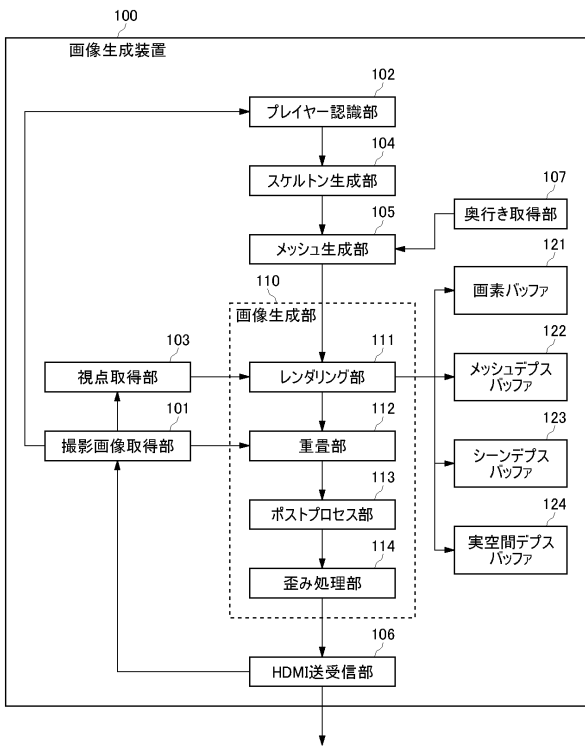 100
画像生成装置
102
プレイヤー認識部
104
スケルトン生成部
107
奥行き取得部
105
メッシュ生成部
121
画素バッファ
110
画像生成部
103
視点取得部
111
レンダリング部
122
メッシュデプス
バッファ
101
撮影画像取得部
112
重畳部
123
シーンデプス
バッファ
113
ポストプロセス部
124
実空間デプス
バッファ
114
歪み処理部
106
HDMI送受信部